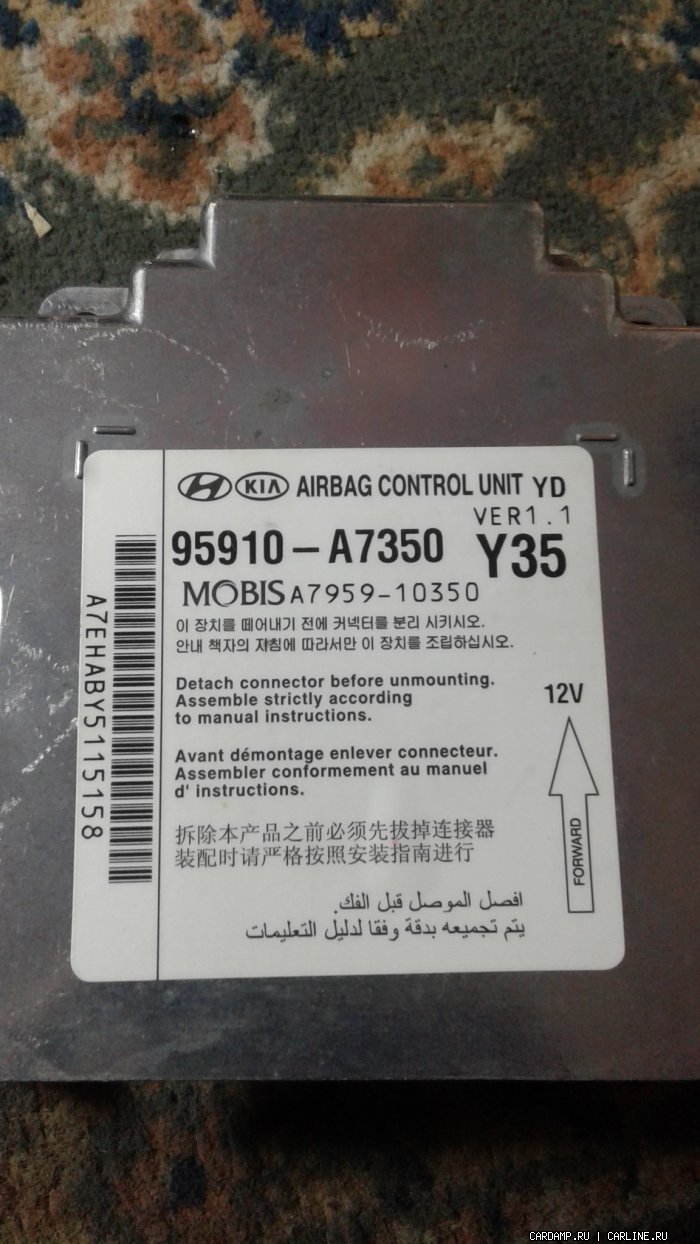 KIA AIRBAG CONTROL UNIT YD
VER1.1
95910-A7350 Y35
MOBIS A7959-10350
이 장치를 떼어내기 전에 커넥터를 분리 시키시오.
안내 책자의 지침에 따라서만 이 장치를 조립하십시오.
Detach connector before unmounting.
Assemble strictly according
to manual instructions.
12V
Avant démontage enlever connecteur.
Assembler conformement au manuel
d' instructions.
FORWARD
拆除本产品之前必须先拔掉连接器
装配时请严格按照安装指南进行
افصل الموصل قبل الفك.
يتم تجميعه بدقة وفقا لدليل التعليمات
A7EHABY5115158
CARDAMP.RU | CARLINE.RU